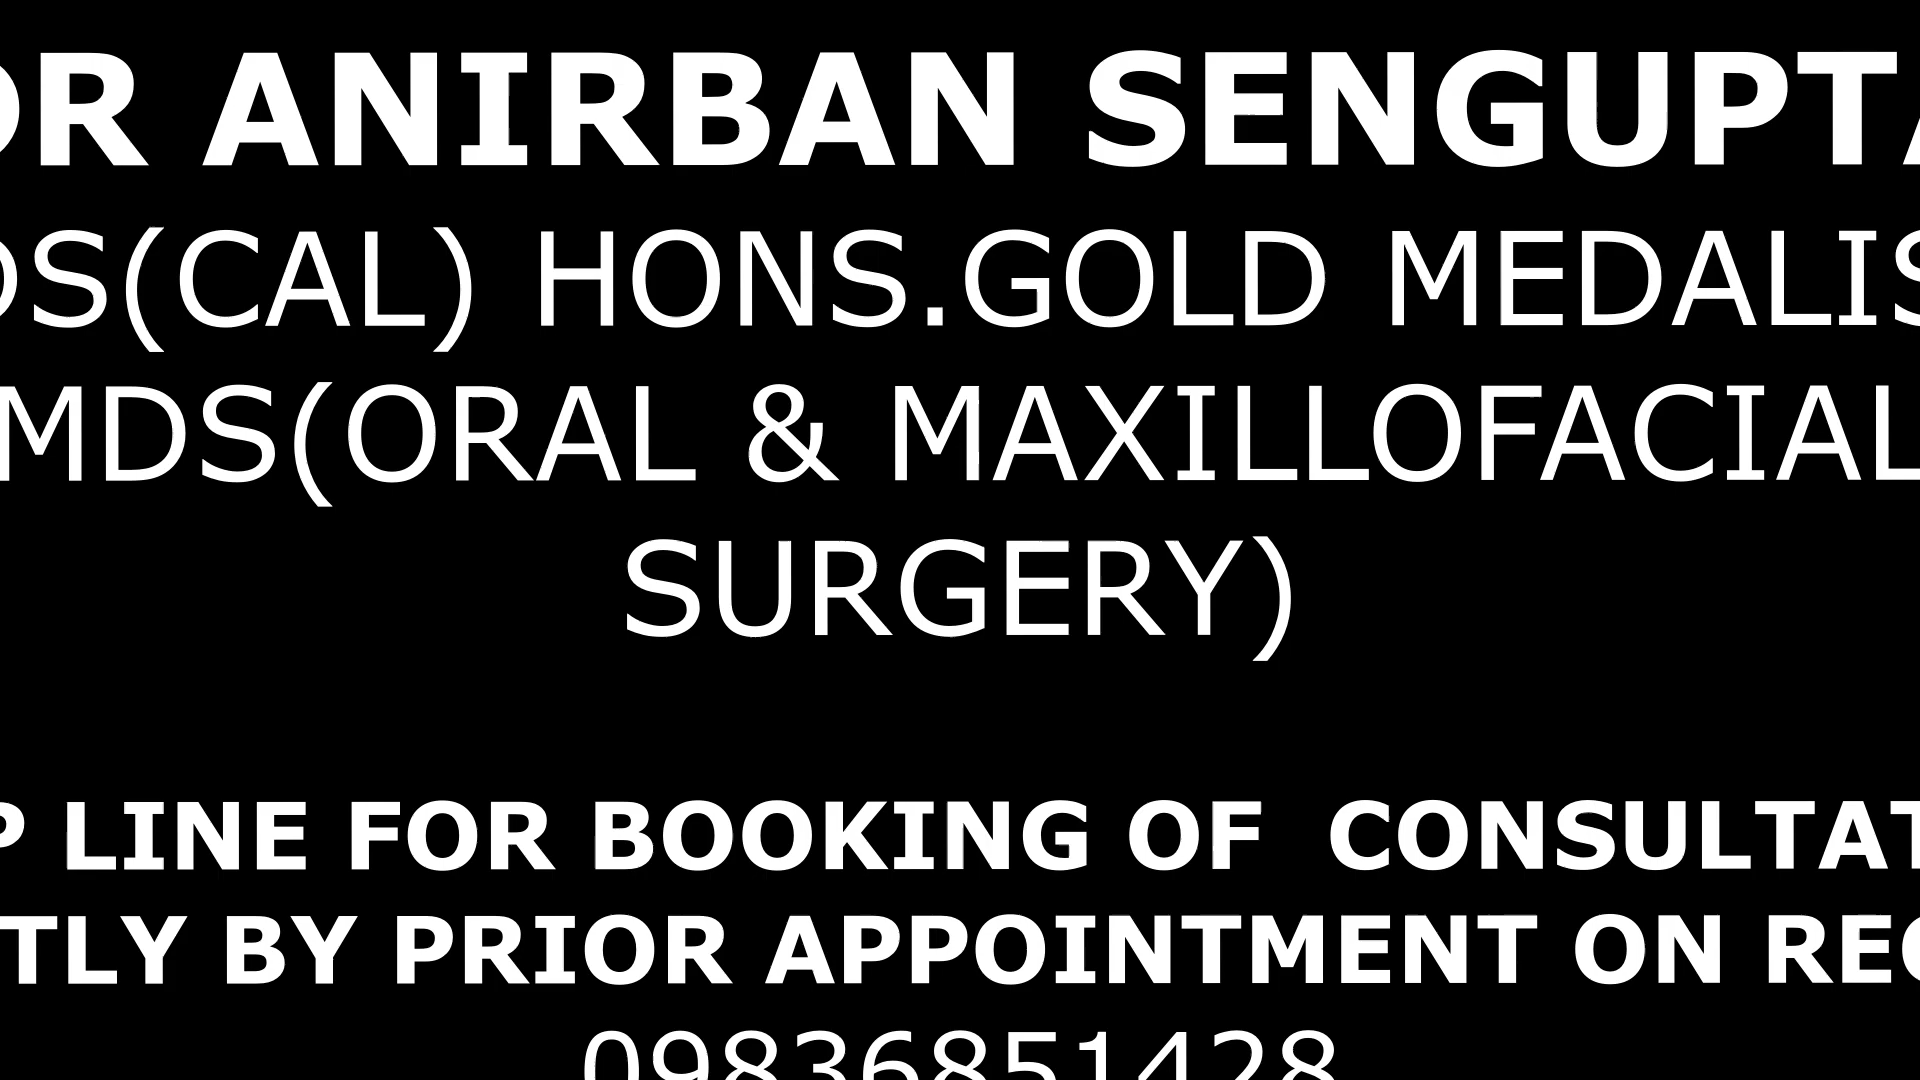 DR ANIRBAN SENGUPTA
DS(CAL) HONS.GOLD MEDALIS
MDS(ORAL & MAXILLOFACIAL
SURGERY)
P LINE FOR BOOKING OF CONSULTAT
TLY BY PRIOR APPOINTMENT ON REQ
09836851428